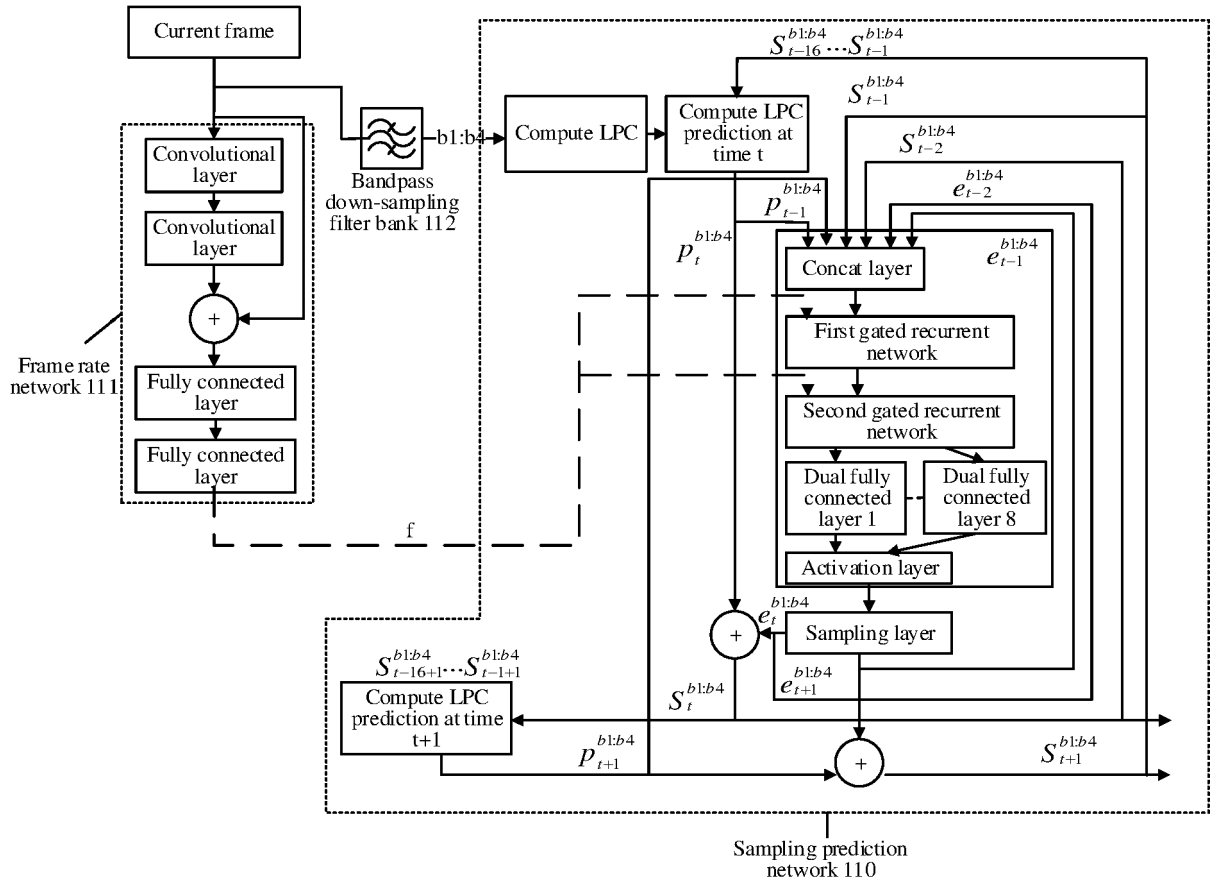 Current frame
Convolutional
layer
Convolutional
layer
+
Fully connected
layer
Fully connected
layer
Frame rate
network 111
Bandpass
down-sampling
filter bank 112
b1:b4
Compute LPC
Compute LPC
prediction at
time t
S_{t-16}^{b1:b4} ... S_{t-1}^{b1:b4}
S_{t-1}^{b1:b4}
S_{t-2}^{b1:b4}
e_{t-2}^{b1:b4}
p_{t-1}^{b1:b4}
p_t^{b1:b4}
e_{t-1}^{b1:b4}
Concat layer
First gated recurrent
network
Second gated recurrent
network
Dual fully
connected
layer 1
Dual fully
connected
layer 8
Activation layer
f
Sampling layer
e_t^{b1:b4}
+
e_{t+1}^{b1:b4}
S_t^{b1:b4}
S_{t-16+1}^{b1:b4} ... S_{t-1+1}^{b1:b4}
Compute LPC
prediction at time
t+1
p_{t+1}^{b1:b4}
+
S_{t+1}^{b1:b4}
Sampling prediction
network 110